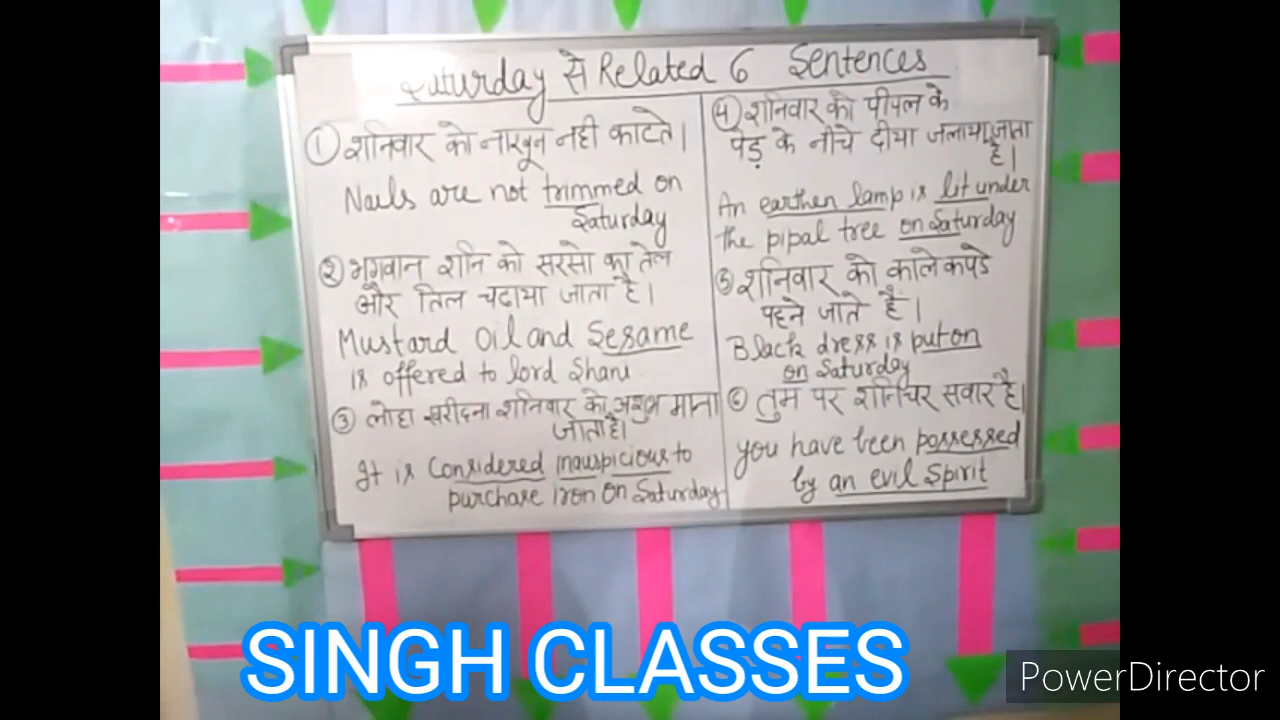 Saturday से Related 6 Sentences
① शनिवार को नाखून नही काटते।
Nails are not trimmed on
Saturday
② भगवान शनि को सरसो का तेल
और तिल चढाया जाता है।
Mustard Oil and Sesame
is offered to lord Shani
③ लोहा खरीदना शनिवार को अशुभ माना
जाता है।
It is Considered inauspicious to
purchase iron on Saturday
④ शनिवार को पीपल के
पेड़ के नीचे दीया जलाया जाता
है।
An earthen lamp is lit under
the pipal tree on Saturday
⑤ शनिवार को काले कपडे
पहने जाते है।
Black dress is put on
on Saturday
⑥ तुम पर शनिचर सवार है।
you have been possessed
by an evil Spirit
SINGH CLASSES
PowerDirector